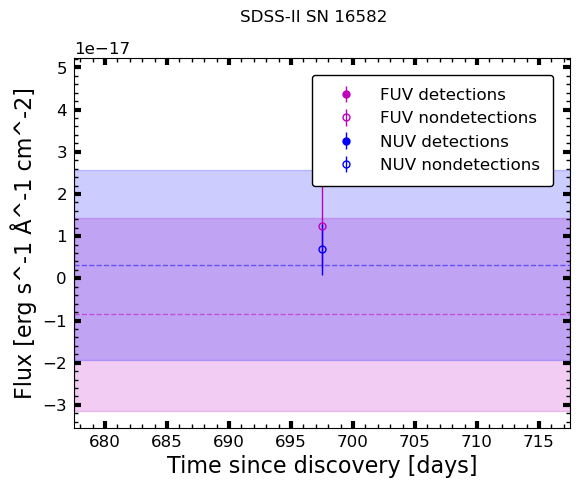 SDSS-II SN 16582
1e−17
5
4
3
2
1
0
−1
−2
−3
Flux [erg s^-1 Å^-1 cm^-2]
FUV detections
FUV nondetections
NUV detections
NUV nondetections
680 685 690 695 700 705 710 715
Time since discovery [days]